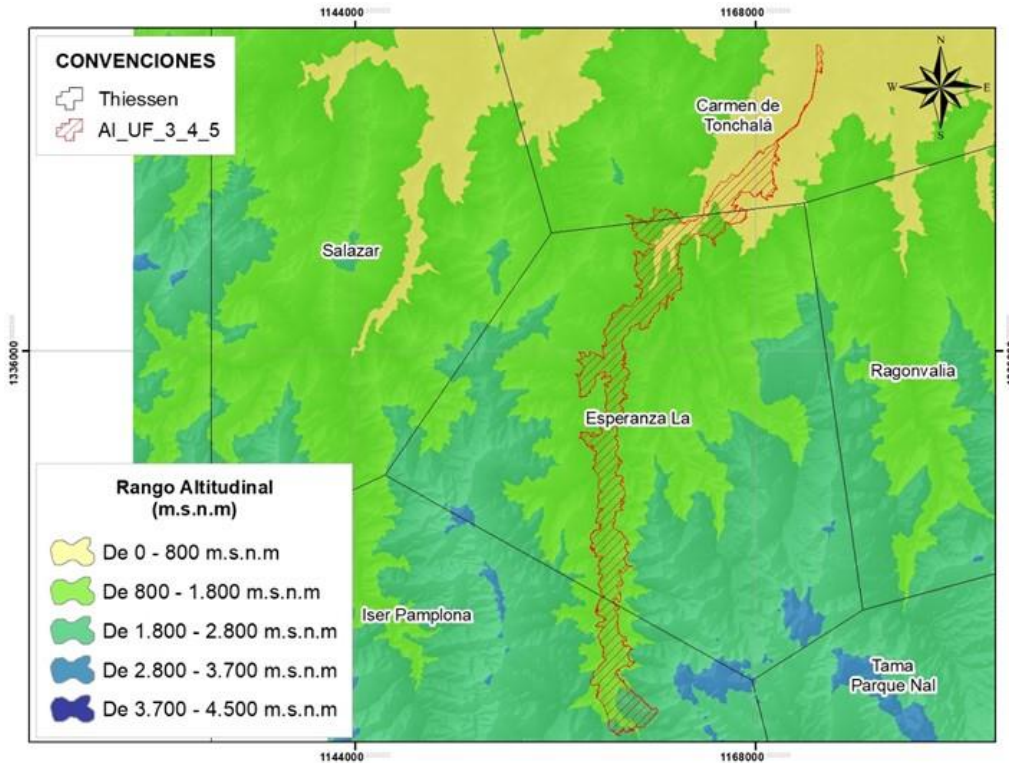 1144000
1168000
CONVENCIONES
Thiessen
AI_UF_3_4_5
N
W
E
S
Carmen de
Tonchalá
Salazar
1336000
Ragonvalia
Esperanza La
Rango Altitudinal
(m.s.n.m)
De 0 - 800 m.s.n.m
De 800 - 1.800 m.s.n.m
De 1.800 - 2.800 m.s.n.m
De 2.800 - 3.700 m.s.n.m
De 3.700 - 4.500 m.s.n.m
Iser Pamplona
Tama
Parque Nal
1144000
1168000